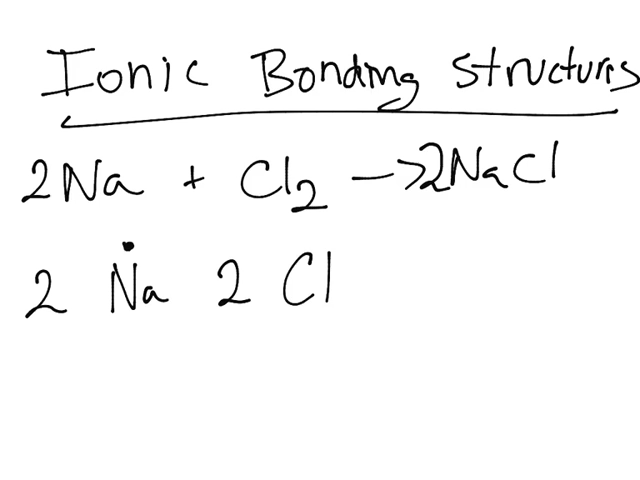 Ionic Bonding structures
2Na + Cl₂ → 2NaCl
2 Na 2 Cl